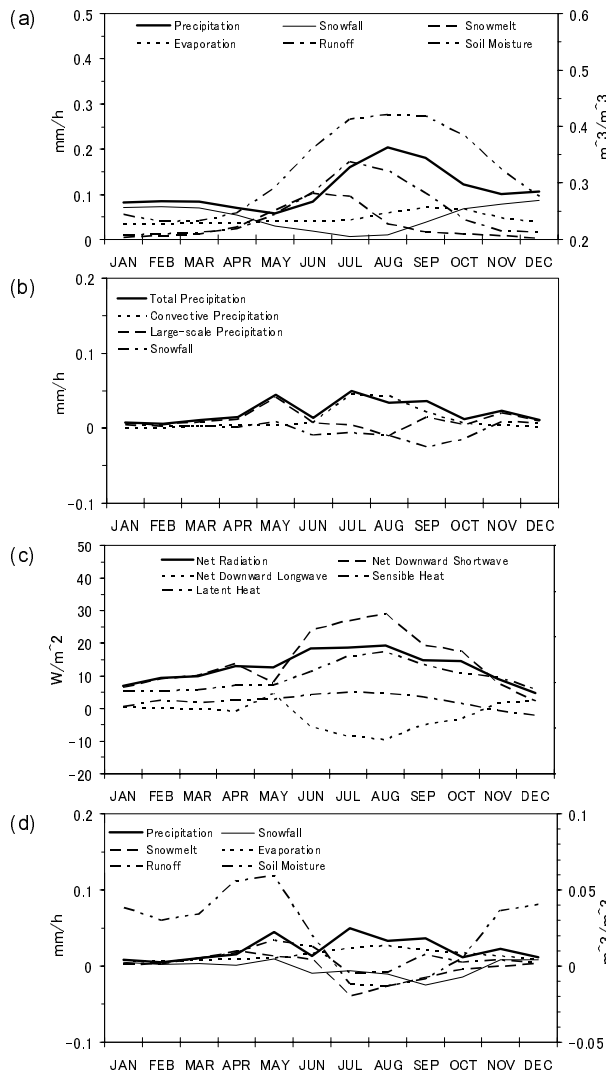 (a)
0.5
0.4
0.3
0.2
0.1
0
mm/h
Precipitation Snowfall Snowmelt
Evaporation Runoff Soil Moisture
0.6
0.5
0.4
0.3
0.2
m^3/m^3
JAN FEB MAR APR MAY JUN JUL AUG SEP OCT NOV DEC
(b)
0.2
0.1
0
-0.1
mm/h
Total Precipitation
Convective Precipitation
Large-scale Precipitation
Snowfall
JAN FEB MAR APR MAY JUN JUL AUG SEP OCT NOV DEC
(c)
50
40
30
20
10
0
-10
-20
W/m^2
Net Radiation Net Downward Shortwave
Net Downward Longwave Sensible Heat
Latent Heat
JAN FEB MAR APR MAY JUN JUL AUG SEP OCT NOV DEC
(d)
0.2
0.1
0
-0.1
mm/h
Precipitation Snowfall
Snowmelt Evaporation
Runoff Soil Moisture
0.1
0.05
0
-0.05
m^3/m^3
JAN FEB MAR APR MAY JUN JUL AUG SEP OCT NOV DEC